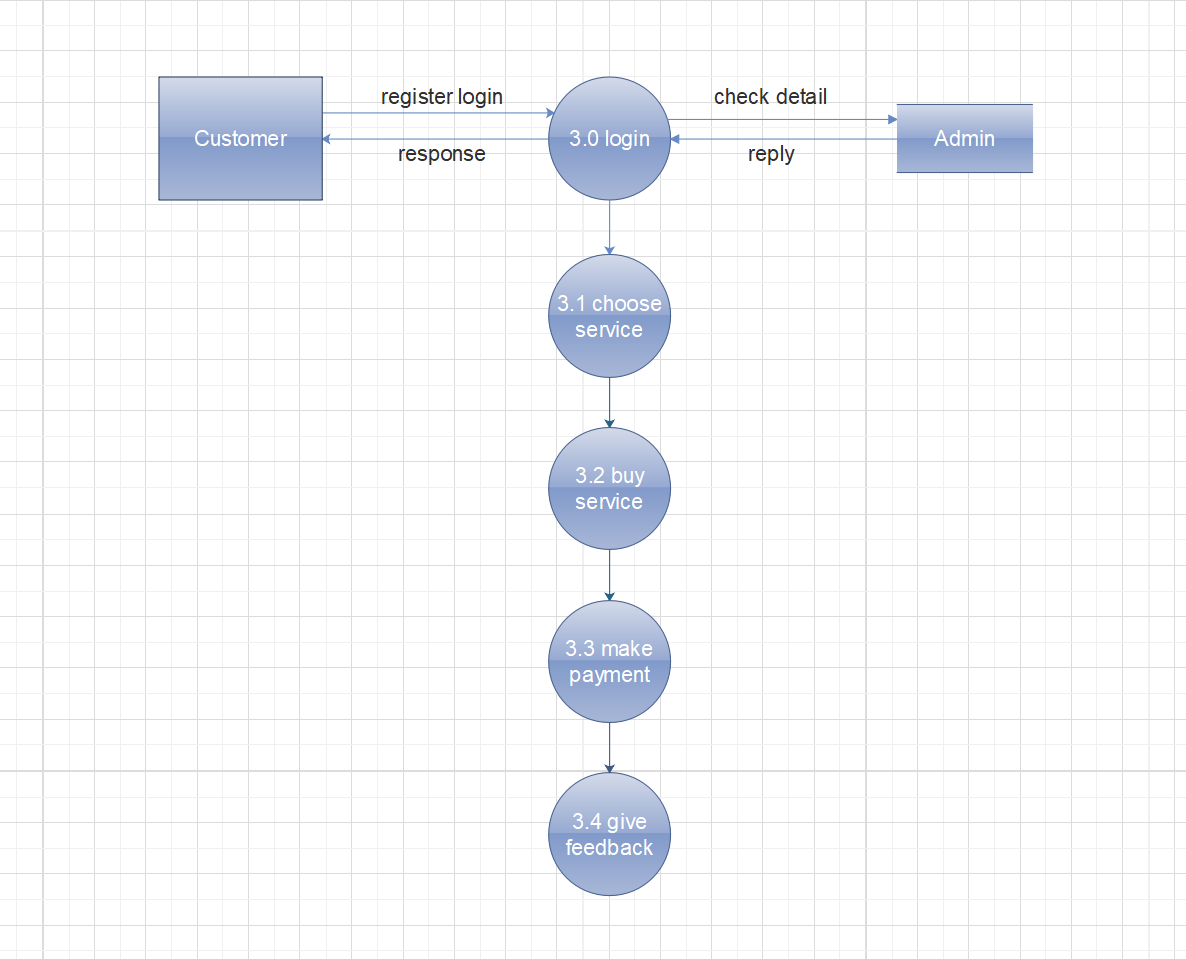 register login
check detail
Customer
3.0 login
Admin
response
reply
3.1 choose
service
3.2 buy
service
3.3 make
payment
3.4 give
feedback